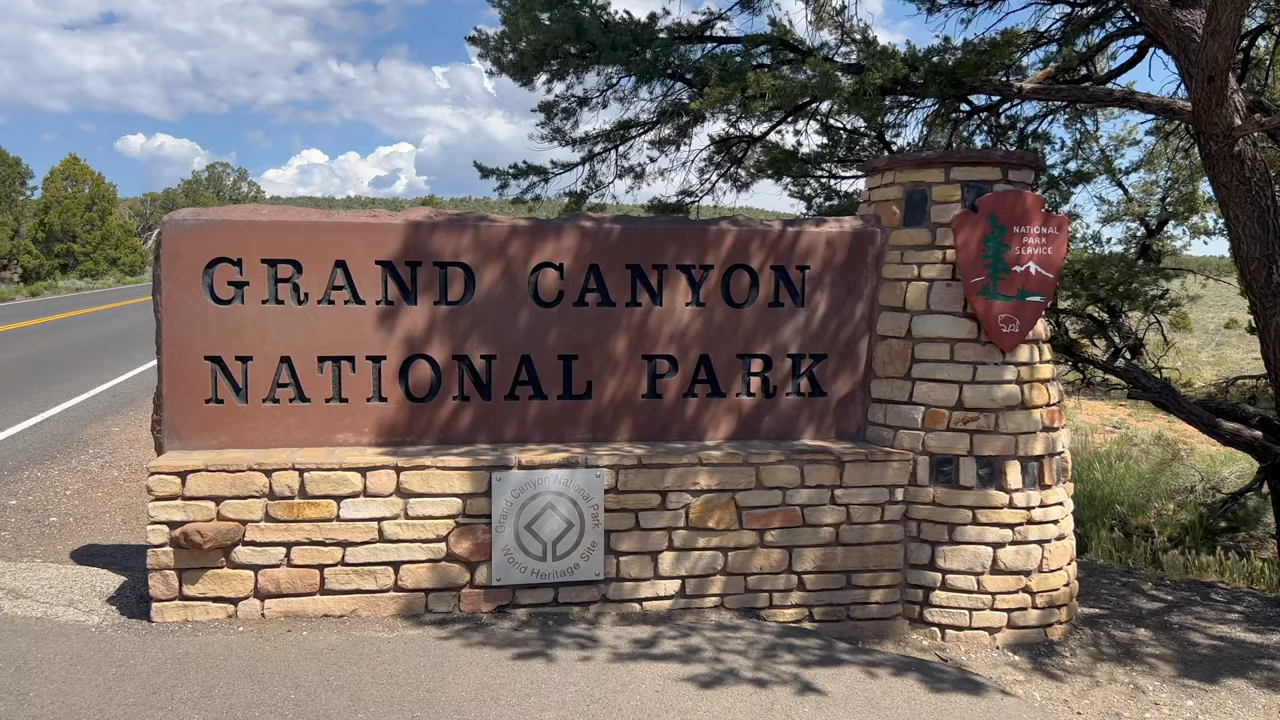 GRAND CANYON
NATIONAL PARK
NATIONAL
PARK
SERVICE
Grand Canyon National Park
World Heritage Site